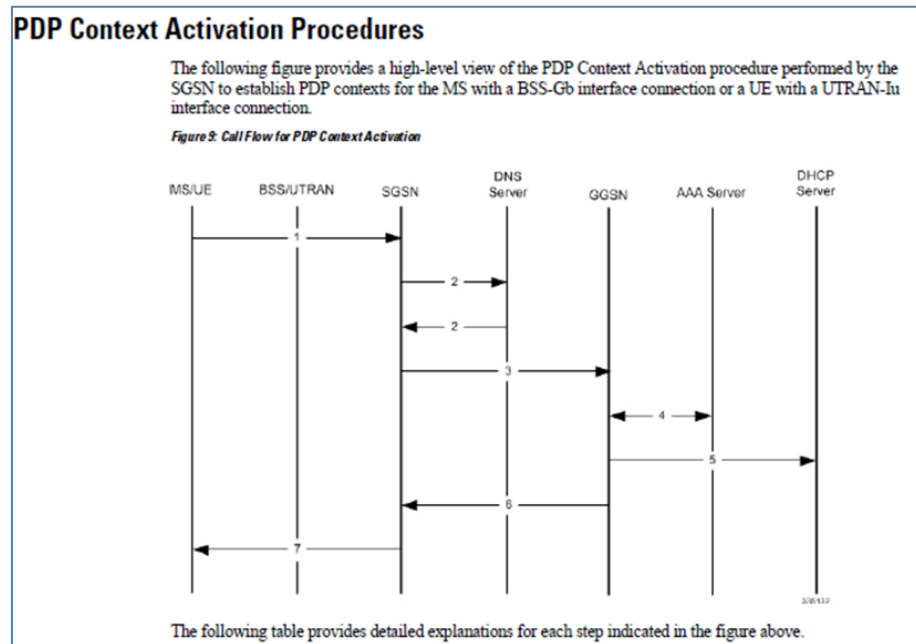 PDP Context Activation Procedures
The following figure provides a high-level view of the PDP Context Activation procedure performed by the
SGSN to establish PDP contexts for the MS with a BSS-Gb interface connection or a UE with a UTRAN-Iu
interface connection.
Figure 9: Call Flow for PDP Context Activation
MS/UE BSS/UTRAN SGSN DNS Server GGSN AAA Server DHCP Server
1
2
2
3
4
5
6
7
The following table provides detailed explanations for each step indicated in the figure above.